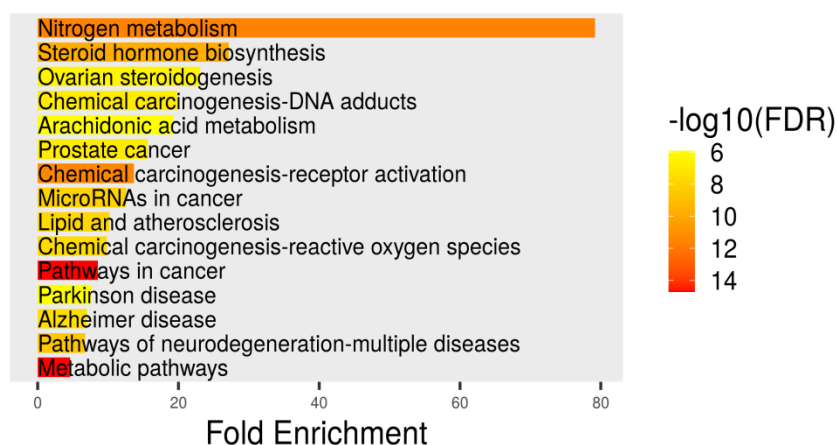 Nitrogen metabolism
Steroid hormone biosynthesis
Ovarian steroidogenesis
Chemical carcinogenesis-DNA adducts
Arachidonic acid metabolism
Prostate cancer
Chemical carcinogenesis-receptor activation
MicroRNAs in cancer
Lipid and atherosclerosis
Chemical carcinogenesis-reactive oxygen species
Pathways in cancer
Parkinson disease
Alzheimer disease
Pathways of neurodegeneration-multiple diseases
Metabolic pathways
0 20 40 60 80
Fold Enrichment
-log10(FDR)
6
8
10
12
14